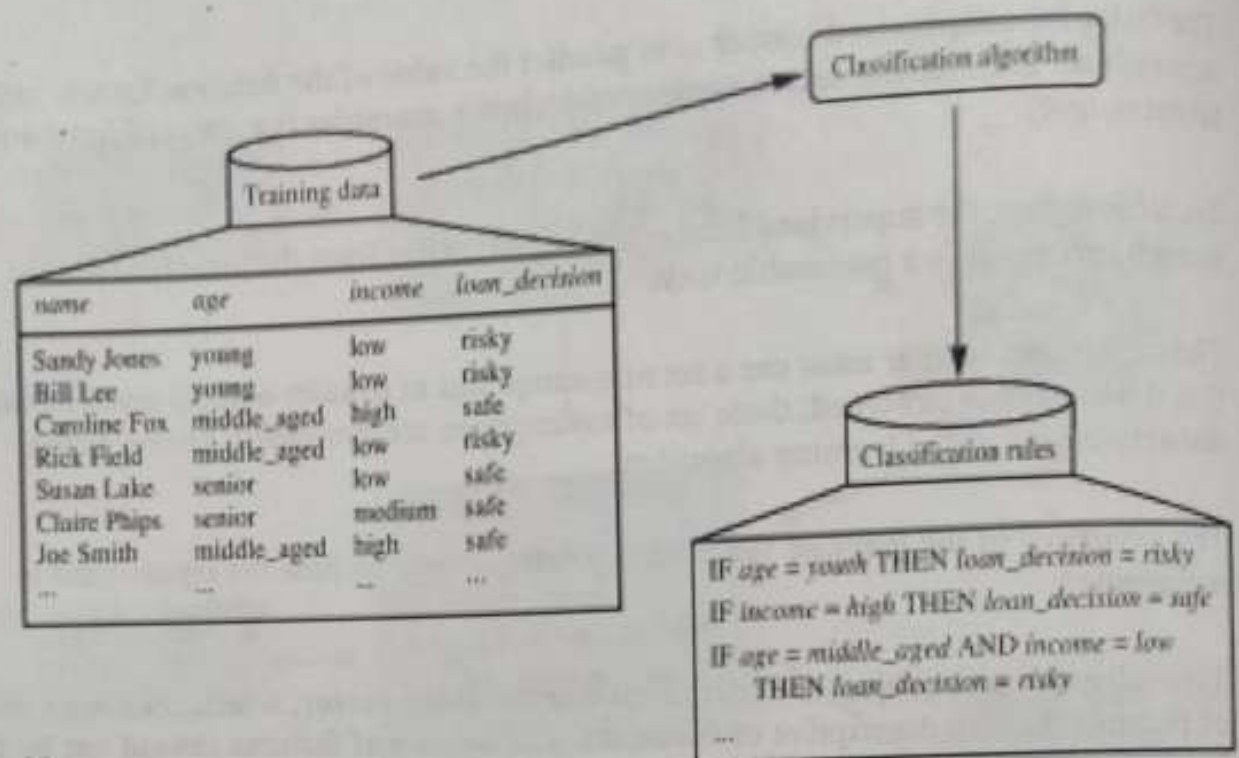 Classification algorithm
Training data
name age income loan_decision
Sandy Jones young low risky
Bill Lee young low risky
Caroline Fox middle_aged high safe
Rick Field middle_aged low risky
Susan Lake senior low safe
Claire Phips senior medium safe
Joe Smith middle_aged high safe
... ... ... ...
Classification rules
IF age = youth THEN loan_decision = risky
IF income = high THEN loan_decision = safe
IF age = middle_aged AND income = low
THEN loan_decision = risky
...